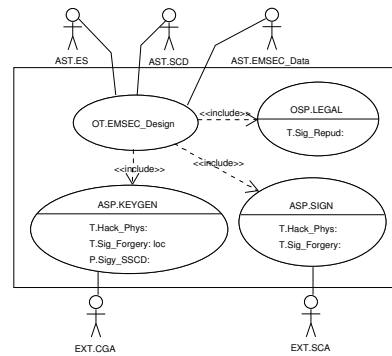 AST.ES
AST.SCD
AST.EMSEC_Data
OT.EMSEC_Design
<<include>>
OSP.LEGAL
T.Sig_Repud:
<<include>>
<<include>>
ASP.KEYGEN
T.Hack_Phys:
T.Sig_Forgery: loc
P.Sigy_SSCD:
ASP.SIGN
T.Hack_Phys:
T.Sig_Forgery:
EXT.CGA
EXT.SCA